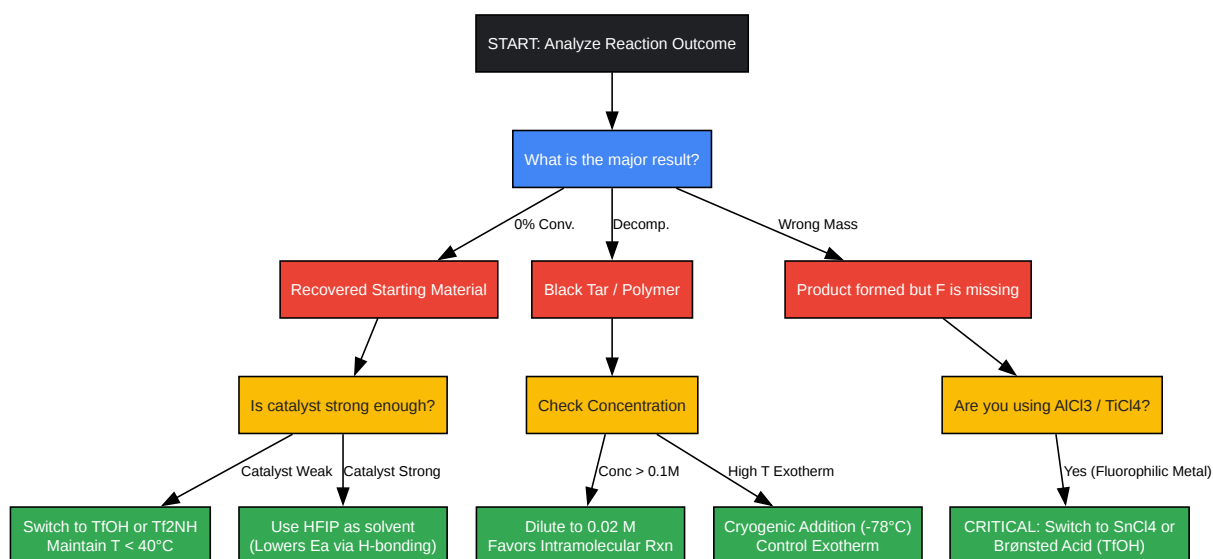 START: Analyze Reaction Outcome
What is the major result?
0% Conv.
Decomp.
Wrong Mass
Recovered Starting Material
Black Tar / Polymer
Product formed but F is missing
Is catalyst strong enough?
Check Concentration
Are you using AlCl3 / TiCl4?
Catalyst Weak
Catalyst Strong
Conc > 0.1M
High T Exotherm
Yes (Fluorophilic Metal)
Switch to TfOH or Tf2NH
Maintain T < 40°C
Use HFIP as solvent
(Lowers Ea via H-bonding)
Dilute to 0.02 M
Favors Intramolecular Rxn
Cryogenic Addition (-78°C)
Control Exotherm
CRITICAL: Switch to SnCl4 or
Brønsted Acid (TfOH)